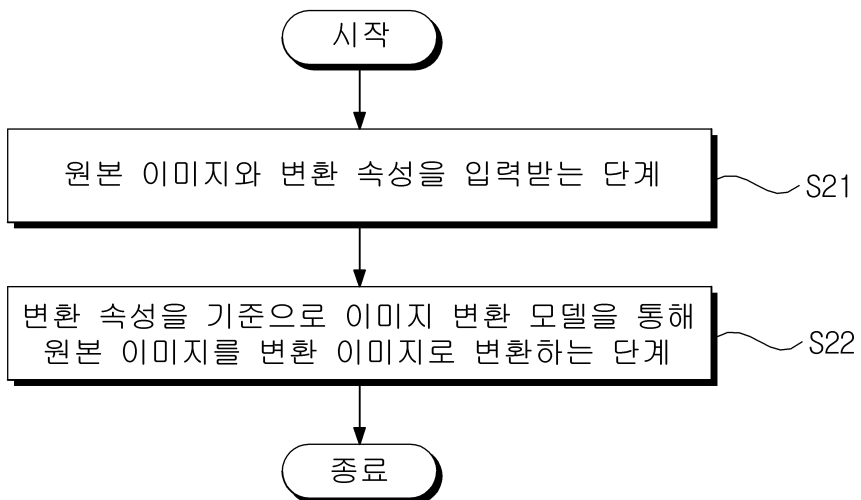 시작
원본 이미지와 변환 속성을 입력받는 단계
S21
변환 속성을 기준으로 이미지 변환 모델을 통해
원본 이미지를 변환 이미지로 변환하는 단계
S22
종료